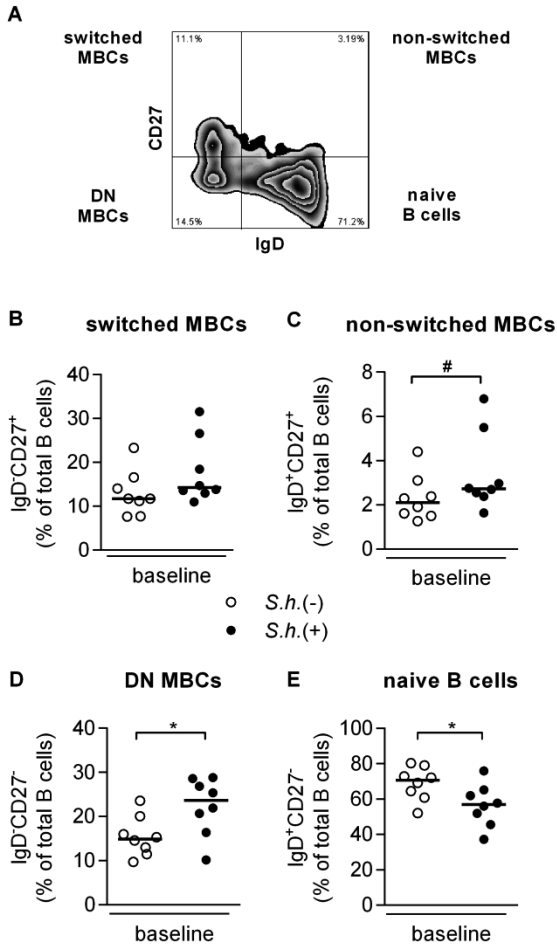 A
switched MBCs
non-switched MBCs
11.1%
3.19%
CD27
DN MBCs
naive B cells
14.5%
71.2%
IgD
B
switched MBCs
IgD⁻CD27⁺
(% of total B cells)
40
30
20
10
0
baseline
C
non-switched MBCs
IgD⁺CD27⁺
(% of total B cells)
8
6
4
2
0
#
baseline
S.h.(-)
S.h.(+)
D
DN MBCs
IgD⁻CD27⁻
(% of total B cells)
40
30
20
10
0
*
baseline
E
naive B cells
IgD⁺CD27⁻
(% of total B cells)
100
80
60
40
20
0
*
baseline